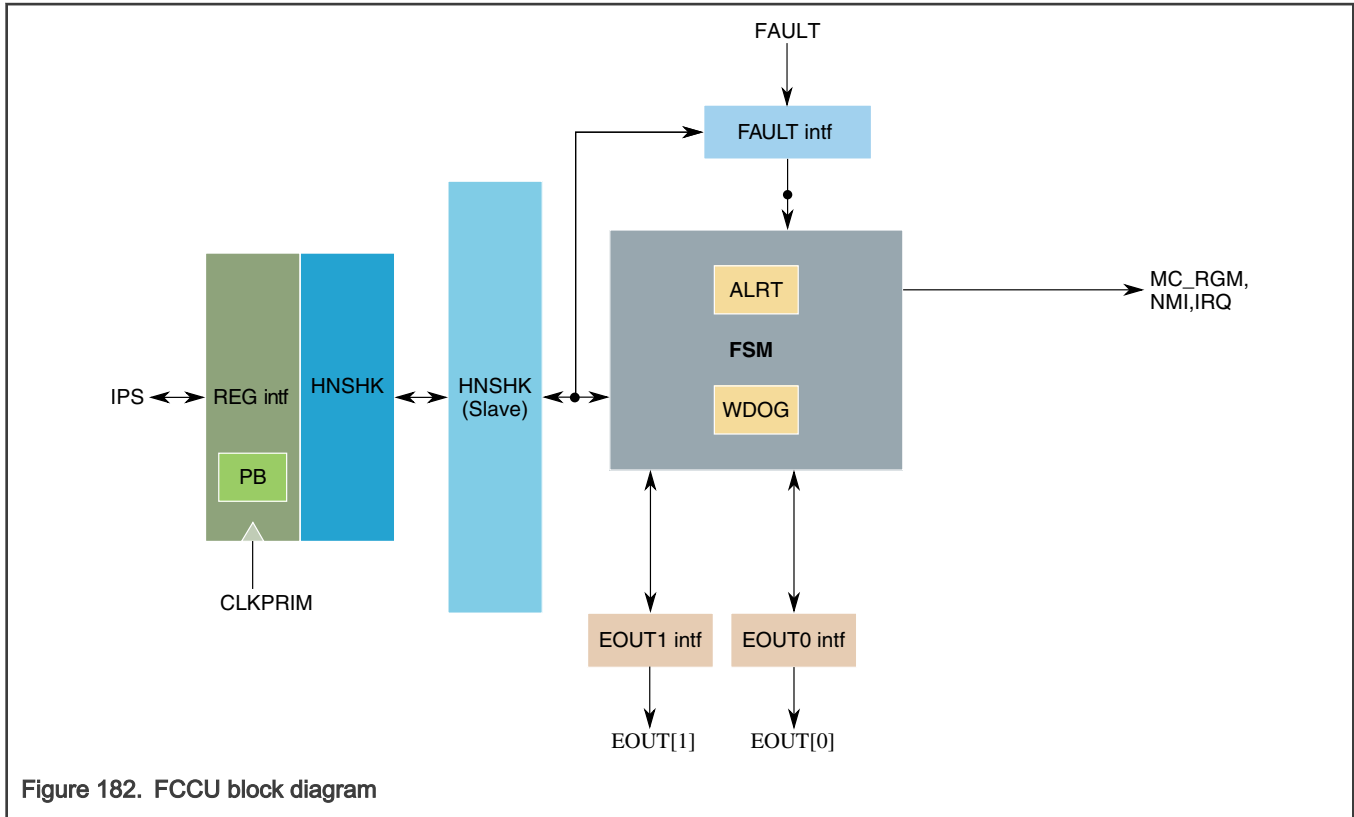 FAULT
FAULT intf
ALRT
MC_RGM,
NMI,IRQ
FSM
HNSHK
HNSHK
(Slave)
IPS
REG intf
WDOG
PB
CLKPRIM
EOUT1 intf
EOUT0 intf
EOUT[1]
EOUT[0]
Figure 182. FCCU block diagram